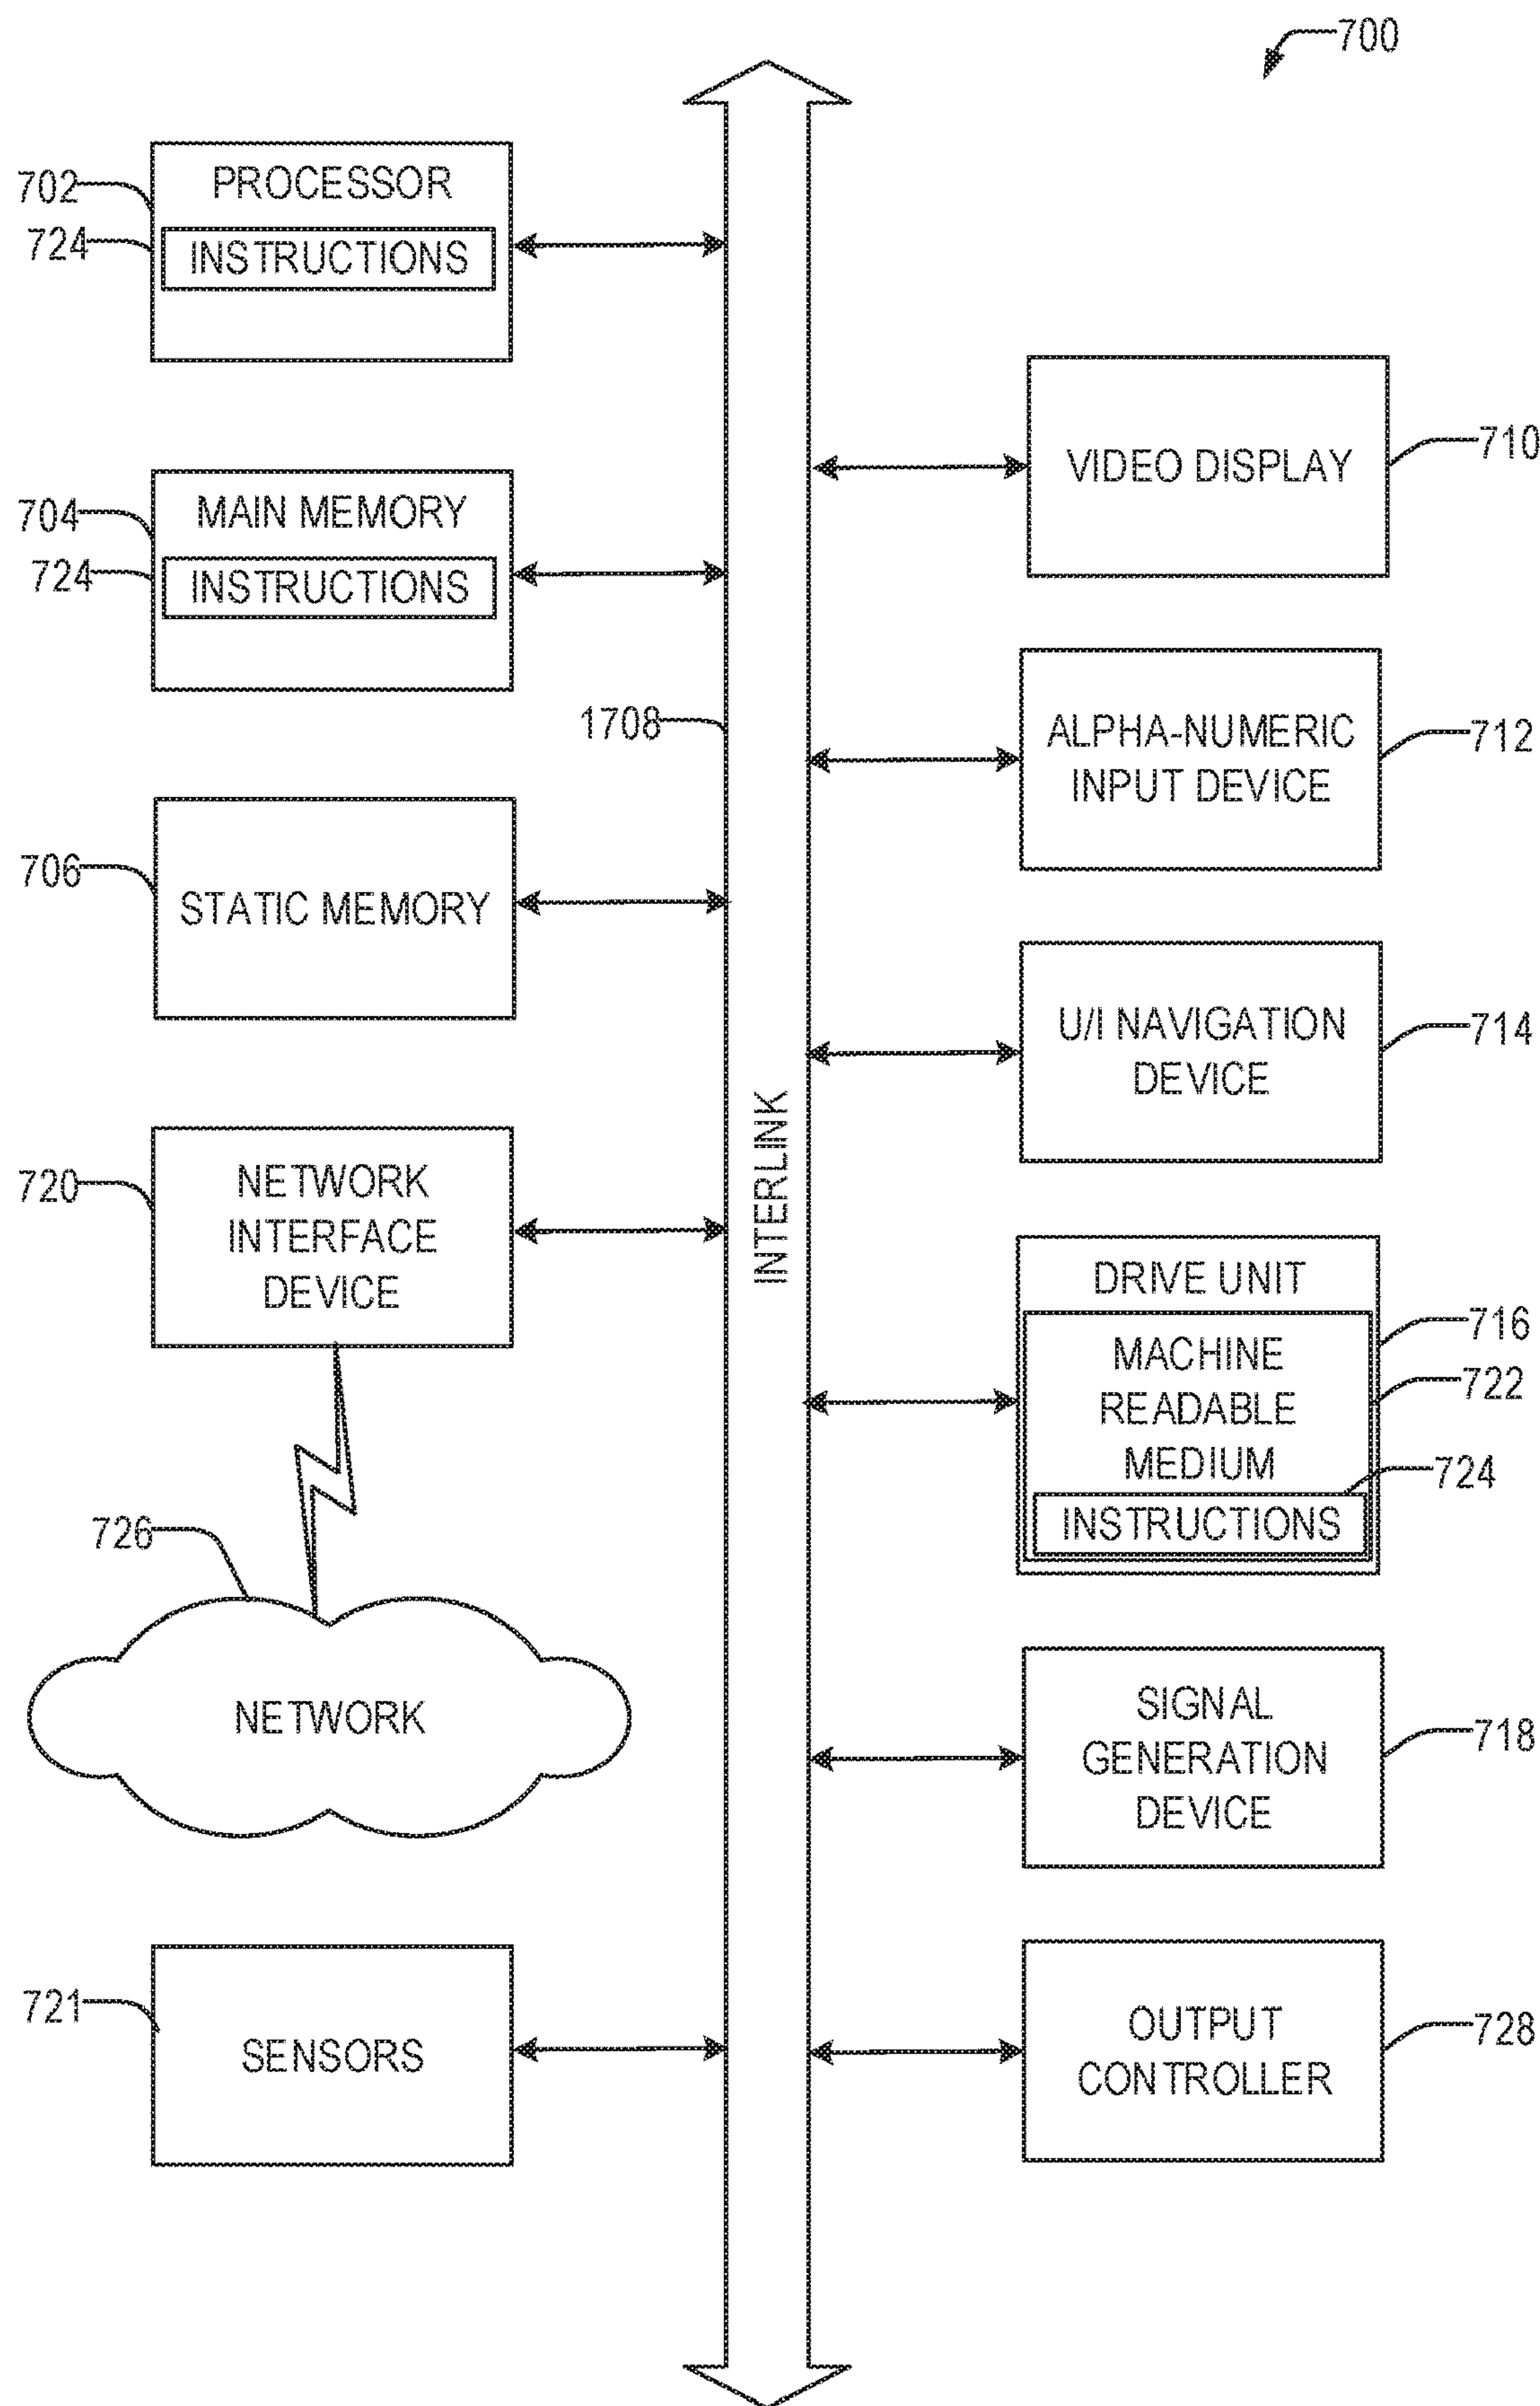 700
702
PROCESSOR
724
INSTRUCTIONS
704
MAIN MEMORY
724
INSTRUCTIONS
1708
706
STATIC MEMORY
720
NETWORK
INTERFACE
DEVICE
726
NETWORK
721
SENSORS
INTERLINK
VIDEO DISPLAY
710
ALPHA-NUMERIC
INPUT DEVICE
712
U/I NAVIGATION
DEVICE
714
DRIVE UNIT
716
MACHINE
READABLE
MEDIUM
722
724
INSTRUCTIONS
SIGNAL
GENERATION
DEVICE
718
OUTPUT
CONTROLLER
728